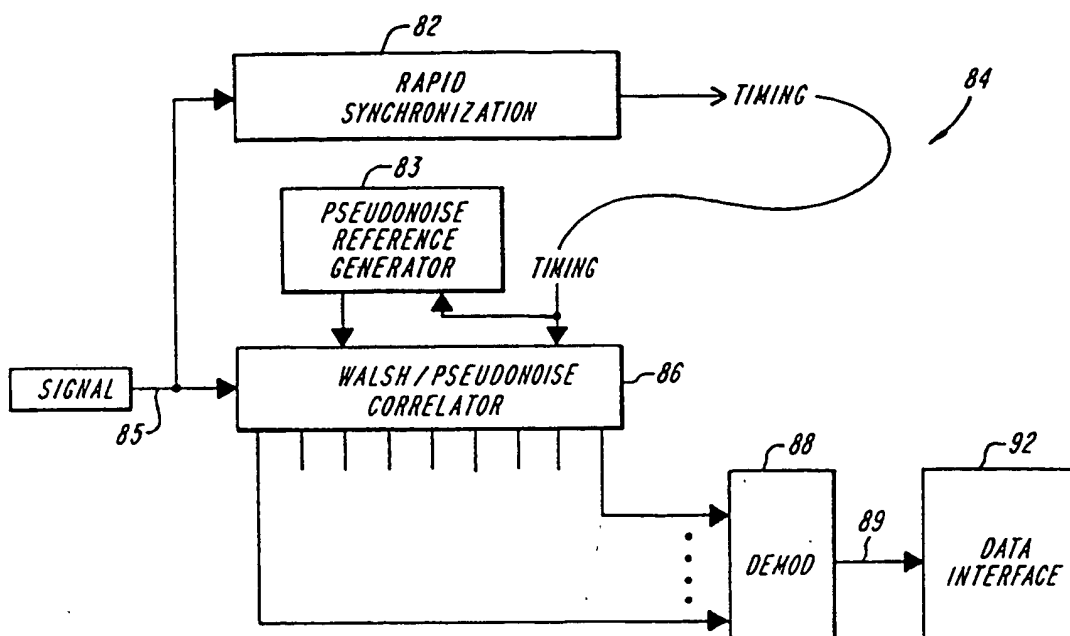 82
RAPID
SYNCHRONIZATION
TIMING
84
83
PSEUDONOISE
REFERENCE
GENERATOR
TIMING
SIGNAL
85
WALSH/PSEUDONOISE
CORRELATOR
86
88
DEMOD
89
92
DATA
INTERFACE